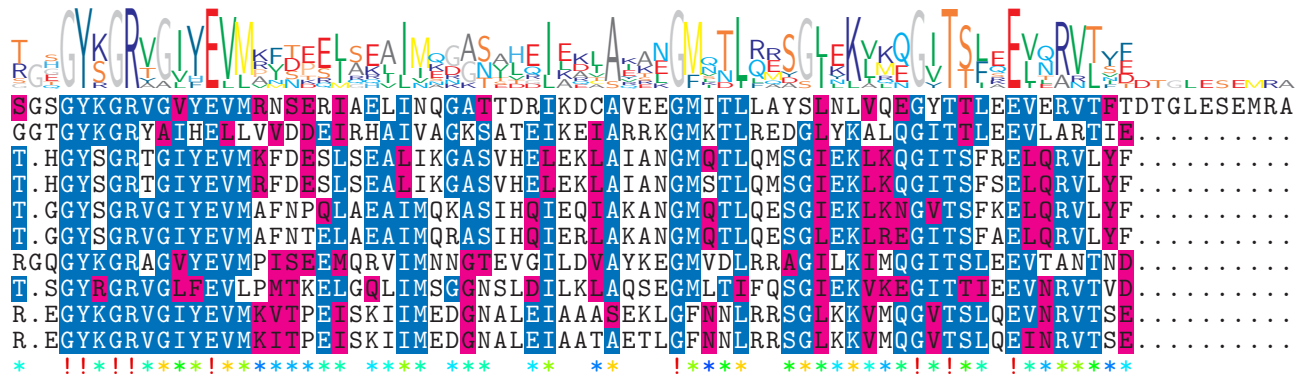 SGSGYKGRVGVYEVMRNSERIAELINQGATTDRIKDCAVEEGMITLLAYSLNLVQEGYTTLEEVERVTFTDTGLESEMRA
GGTGYKGRYAIHELLVVDDEIRHAIVAGKSATEIKEIARRKGMKTLREDGLYKALQGITTLEEVLARTIE..........
T.HGYSGRTGIYEVMKFDESLSEALIKGASVHELEKLAIANGMQTLQMSGIEKLKQGITSFRELQRVLYF..........
T.HGYSGRTGIYEVMRFDESLSEALIKGASVHELEKLAIANGMSTLQMSGIEKLKQGITSFSELQRVLYF..........
T.GGYSGRVGIYEVMAFNPQLAEAIMQKASIHQIEQIAKANGMQTLQESGIEKLKNGVTSFKELQRVLYF..........
T.GGYSGRVGIYEVMAFNTELAEAIMQRASIHQIERLAKANGMQTLQESGLEKLREGITSFAELQRVLYF..........
RGQGYKGRAGVYEVMPISEEMQRVIMNNGTEVGILDVAYKEGMVDLRRAGILKIMQGITSLEEVTANTND..........
T.SGYRGRVGLFEVLPMTKELGQLIMSGGNSLDILKLAQSEGMLTIFQSGIEKVKEGITTIEEVNRVTVD..........
R.EGYKGRVGIYEVMKVTPEISKIIMEDGNALEIAAASEKLGFNNLRRSGLKKVMQGVTSLQEVNRVTSE..........
R.EGYKGRVGIYEVMKITPEISKIIMEDGNALEIAATAETLGFNNLRRSGLKKVMQGVTSLQEINRVTSE..........